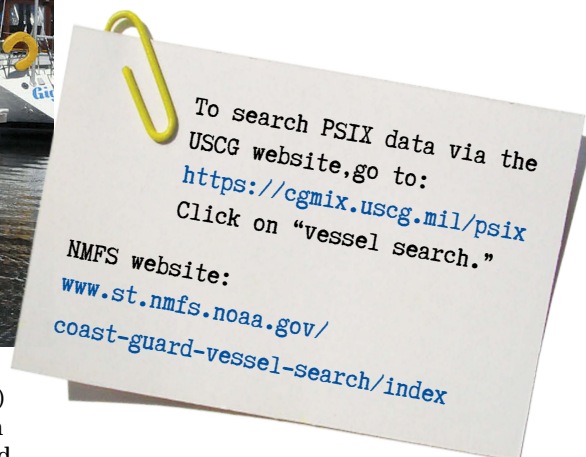 Gig
To search PSIX data via the
USCG website,go to:
https://cgmix.uscg.mil/psix
Click on “vessel search.”
NMFS website:
www.st.nmfs.noaa.gov/
coast-guard-vessel-search/index
)